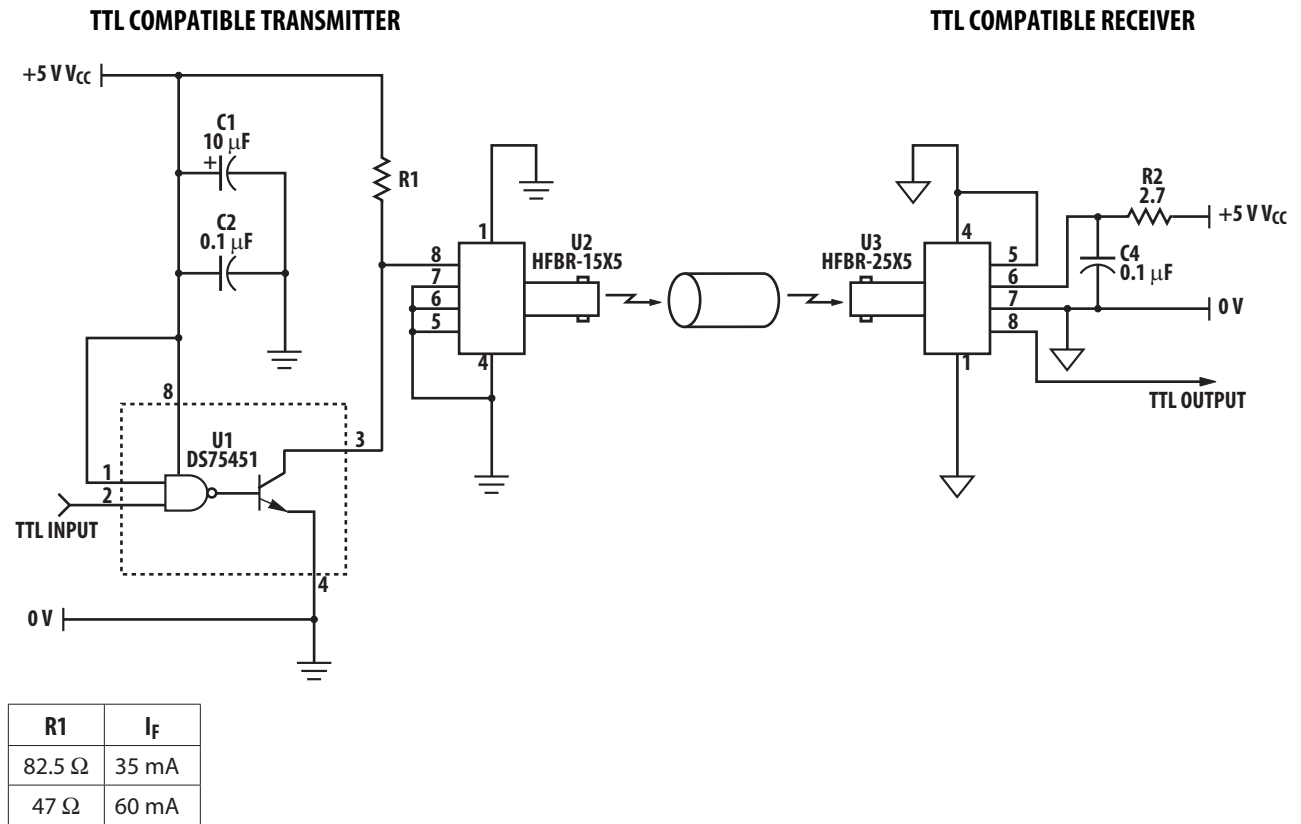 TTL COMPATIBLE TRANSMITTER
TTL COMPATIBLE RECEIVER
+5 V VCC
C1
10 μF
+
R1
C2
0.1 μF
1
8
7
6
5
4
U2
HFBR-15X5
U3
HFBR-25X5
4
5
6
7
8
1
R2
2.7
+5 V VCC
C4
0.1 μF
0 V
TTL OUTPUT
8
U1
DS75451
3
1
2
TTL INPUT
4
0 V
R1 IF
82.5 Ω 35 mA
47 Ω 60 mA